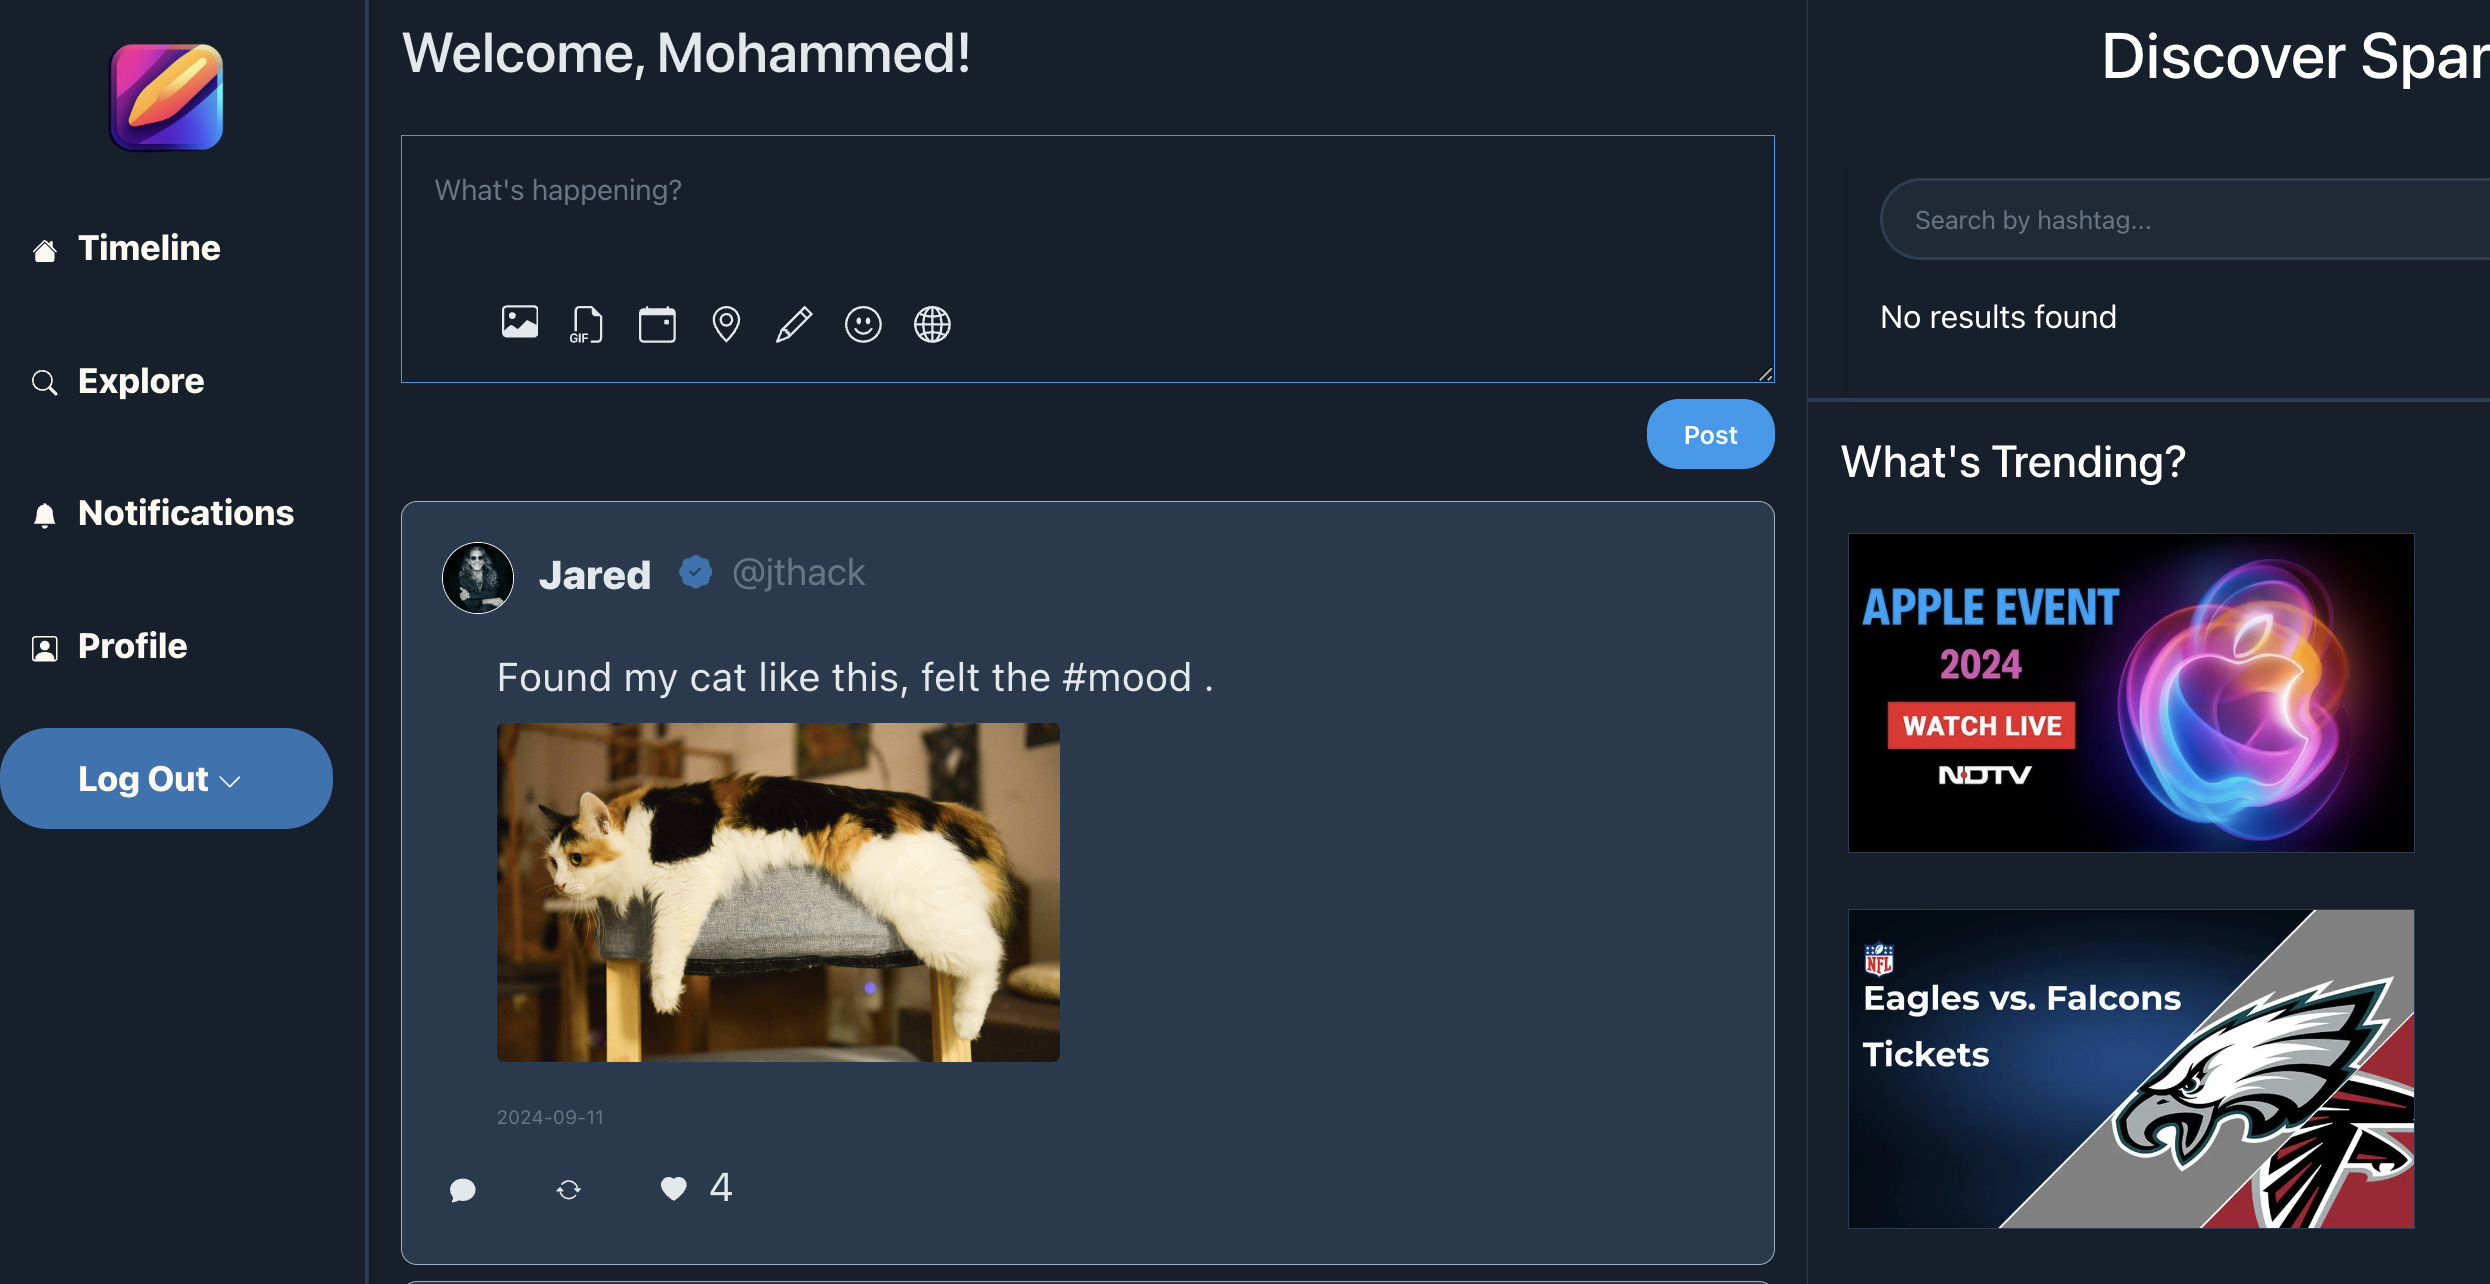 Timeline
Explore
Notifications
Profile
Log Out
Welcome, Mohammed!
What's happening?
GIF
Post
Jared @jthack
Found my cat like this, felt the #mood .
2024-09-11
4
Discover Spar
Search by hashtag...
No results found
What's Trending?
APPLE EVENT
2024
WATCH LIVE
NDTV
NFL
Eagles vs. Falcons
Tickets